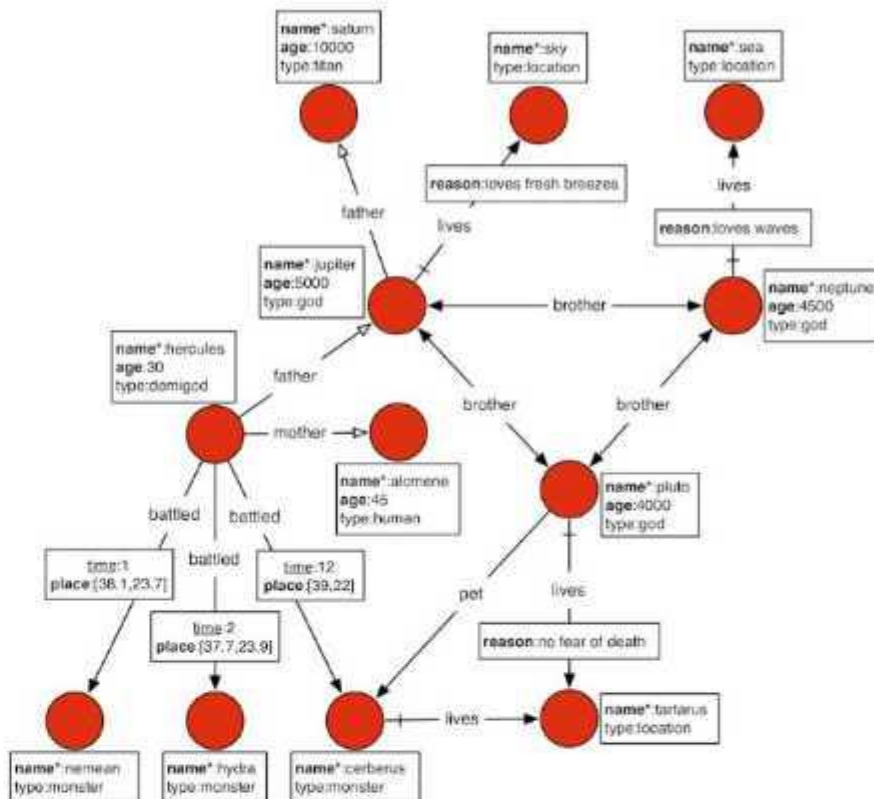 name*:saturn
age:10000
type:titan
name*:sky
type:location
name*:sea
type:location
reason:loves fresh breezes
lives
father
lives
reason:loves waves
name*:jupiter
age:5000
type:god
name*:neptune
age:4500
type:god
brother
name*:hercules
age:30
type:demigod
father
brother
brother
mother
name*:alcmene
age:45
type:human
name*:pluto
age:4000
type:god
battled
battled
battled
time:1
place:[38.1,23.7]
time:12
place:[39,22]
time:2
place:[37.7,23.9]
pet
lives
reason:no fear of death
lives
name*:tartarus
type:location
name*:nemean
type:monster
name*:hydra
type:monster
name*:cerberus
type:monster